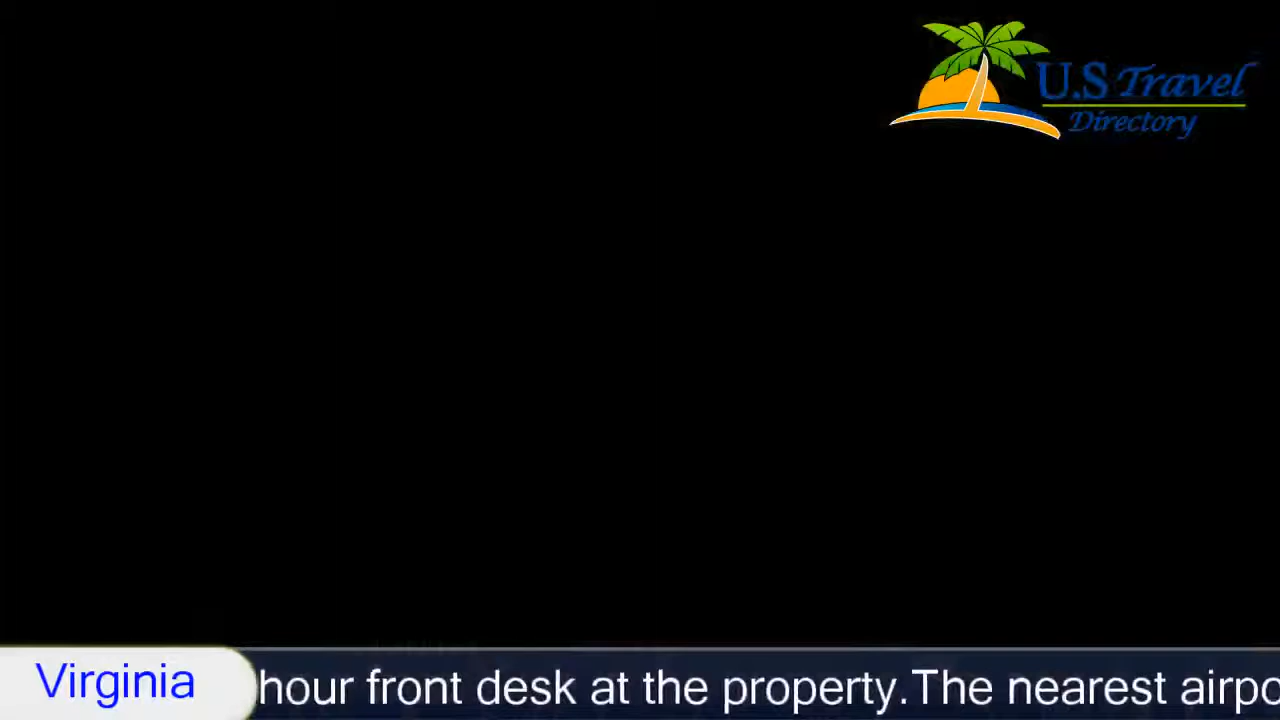 U.S Travel
Directory
Virginia
hour front desk at the property.The nearest airpo